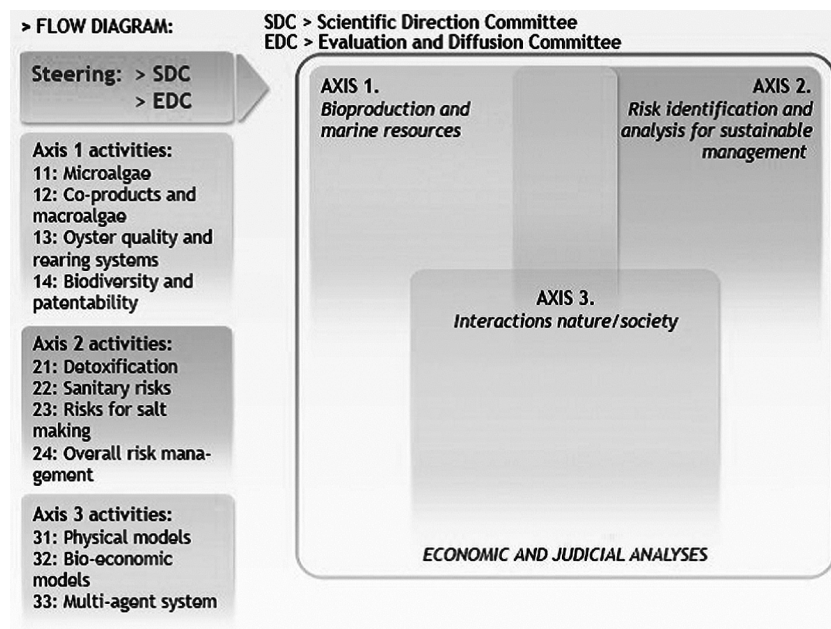 > FLOW DIAGRAM:
SDC > Scientific Direction Committee
EDC > Evaluation and Diffusion Committee
Steering: > SDC
> EDC
Axis 1 activities:
11: Microalgae
12: Co-products and
macroalgae
13: Oyster quality and
rearing systems
14: Biodiversity and
patentability
Axis 2 activities:
21: Detoxification
22: Sanitary risks
23: Risks for salt
making
24: Overall risk mana-
gement
Axis 3 activities:
31: Physical models
32: Bio-economic
models
33: Multi-agent system
AXIS 1.
Bioproduction and
marine resources
AXIS 2.
Risk identification and
analysis for sustainable
management
AXIS 3.
Interactions nature/society
ECONOMIC AND JUDICIAL ANALYSES